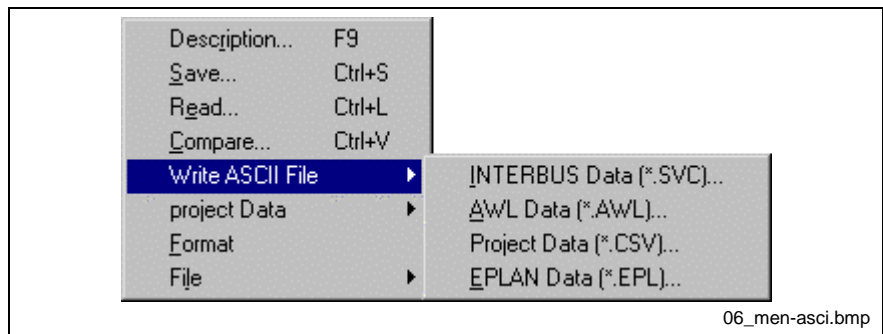 Description... F9
Save... Ctrl+S
Read... Ctrl+L
Compare... Ctrl+V
Write ASCII File
project Data
Format
File
INTERBUS Data (*.SVC)...
AWL Data (*.AWL)...
Project Data (*.CSV)...
EPLAN Data (*.EPL)...
06_men-asci.bmp